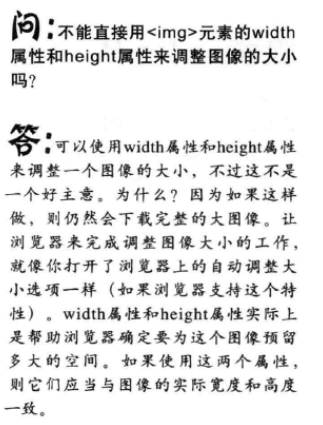 问：不能直接用<img>元素的width
属性和height属性来调整图像的大小
吗？
答：可以使用width属性和height属性
来调整一个图像的大小，不过这不是
一个好主意。为什么？因为如果这样
做，则仍然会下载完整的大图像。让
浏览器来完成调整图像大小的工作，
就像你打开了浏览器上的自动调整大
小选项一样（如果浏览器支持这个特
性）。width属性和height属性实际上
是帮助浏览器确定要为这个图像预留
多大的空间。如果使用这两个属性，
则它们应当与图像的实际宽度和高度
一致。